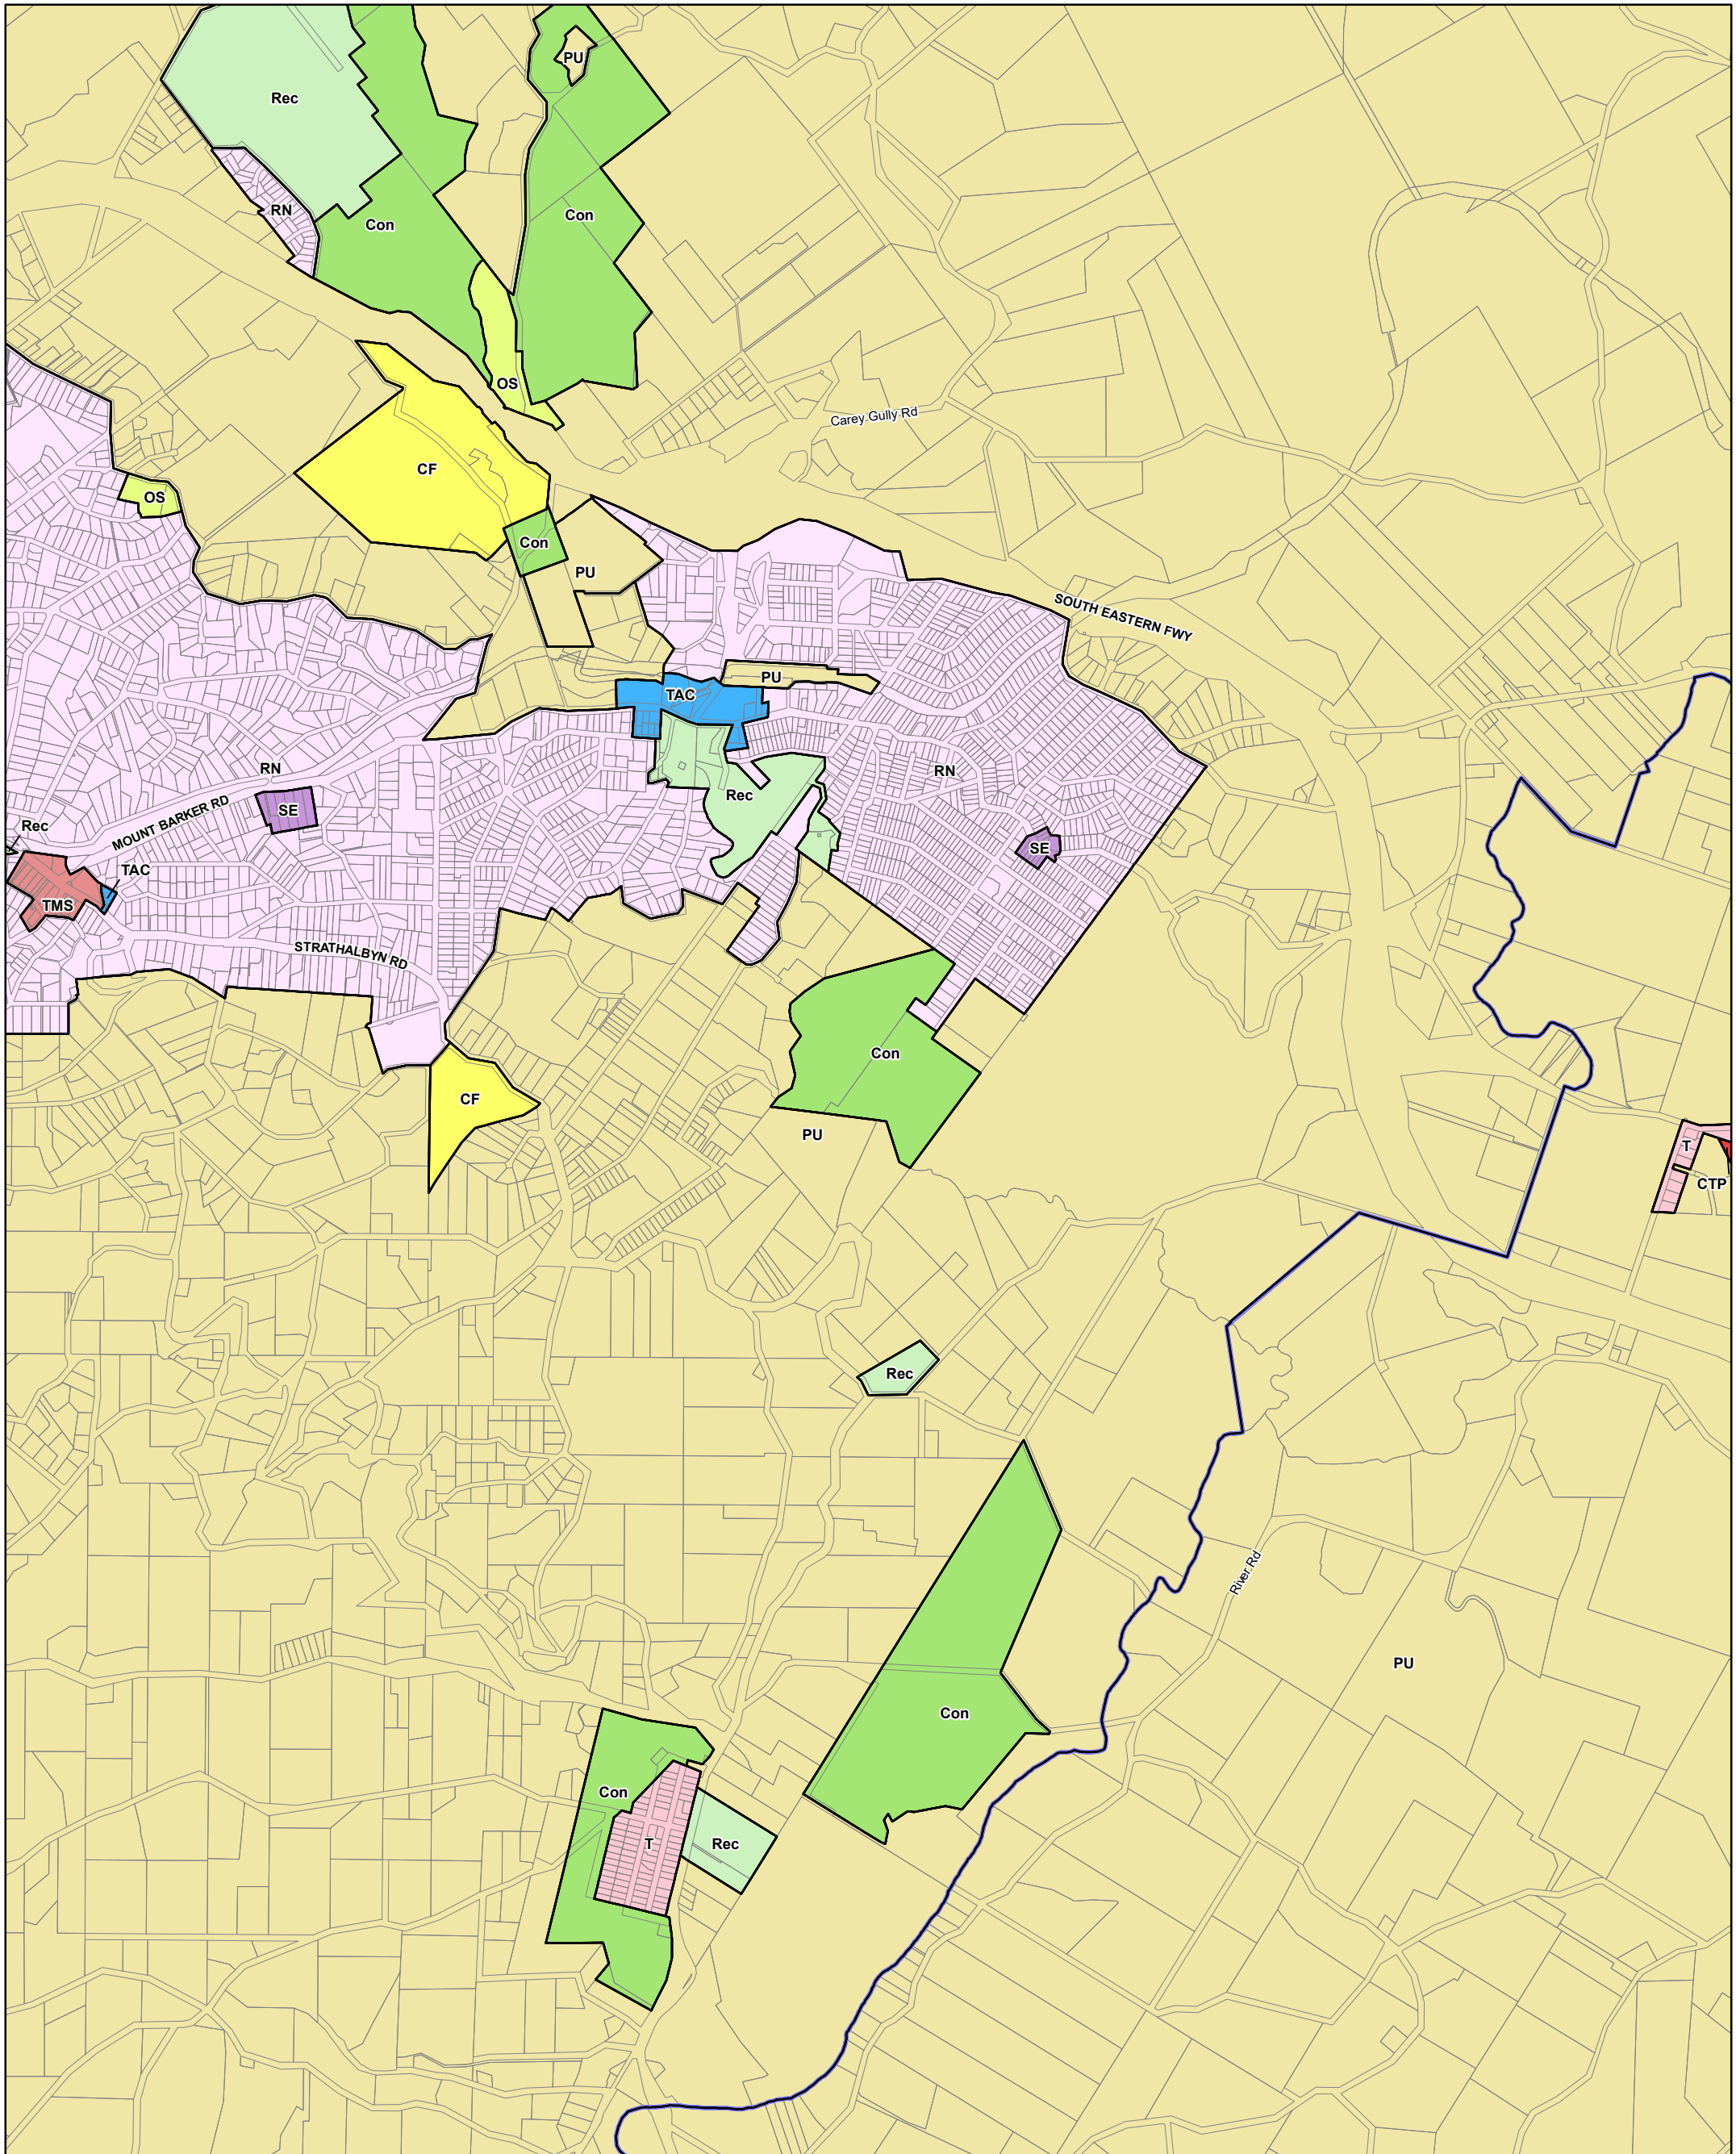 PU
Rec
RN
Con
Con
OS
Carey Gully Rd
CF
OS
Con
PU
SOUTH EASTERN FWY
PU
TAC
RN
RN
Rec
SE
MOUNT BARKER RD
Rec
SE
TAC
TMS
STRATHALBYN RD
Con
CF
PU
T
CTP
Rec
River Rd
PU
Con
Con
T
Rec